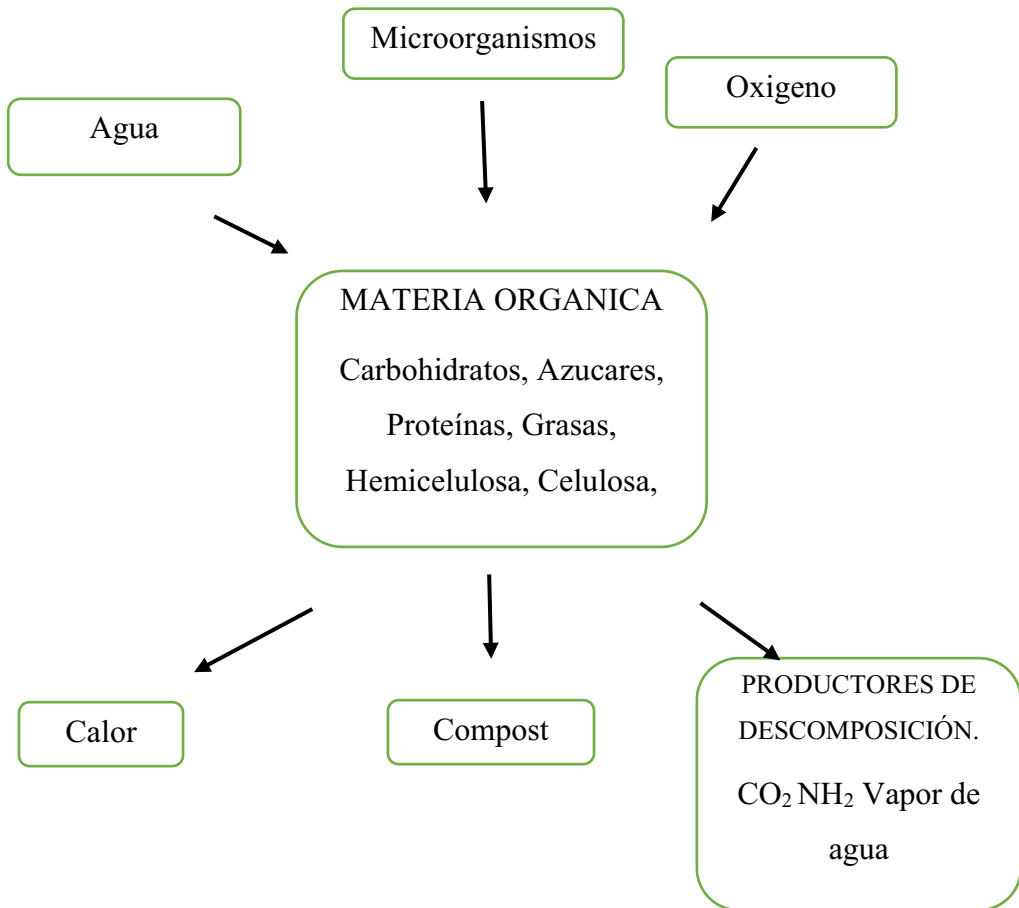 Microorganismos
Oxigeno
Agua
MATERIA ORGANICA
Carbohidratos, Azucares,
Proteínas, Grasas,
Hemicelulosa, Celulosa,
Calor
Compost
PRODUCTORES DE
DESCOMPOSICIÓN.
CO₂ NH₂ Vapor de
agua